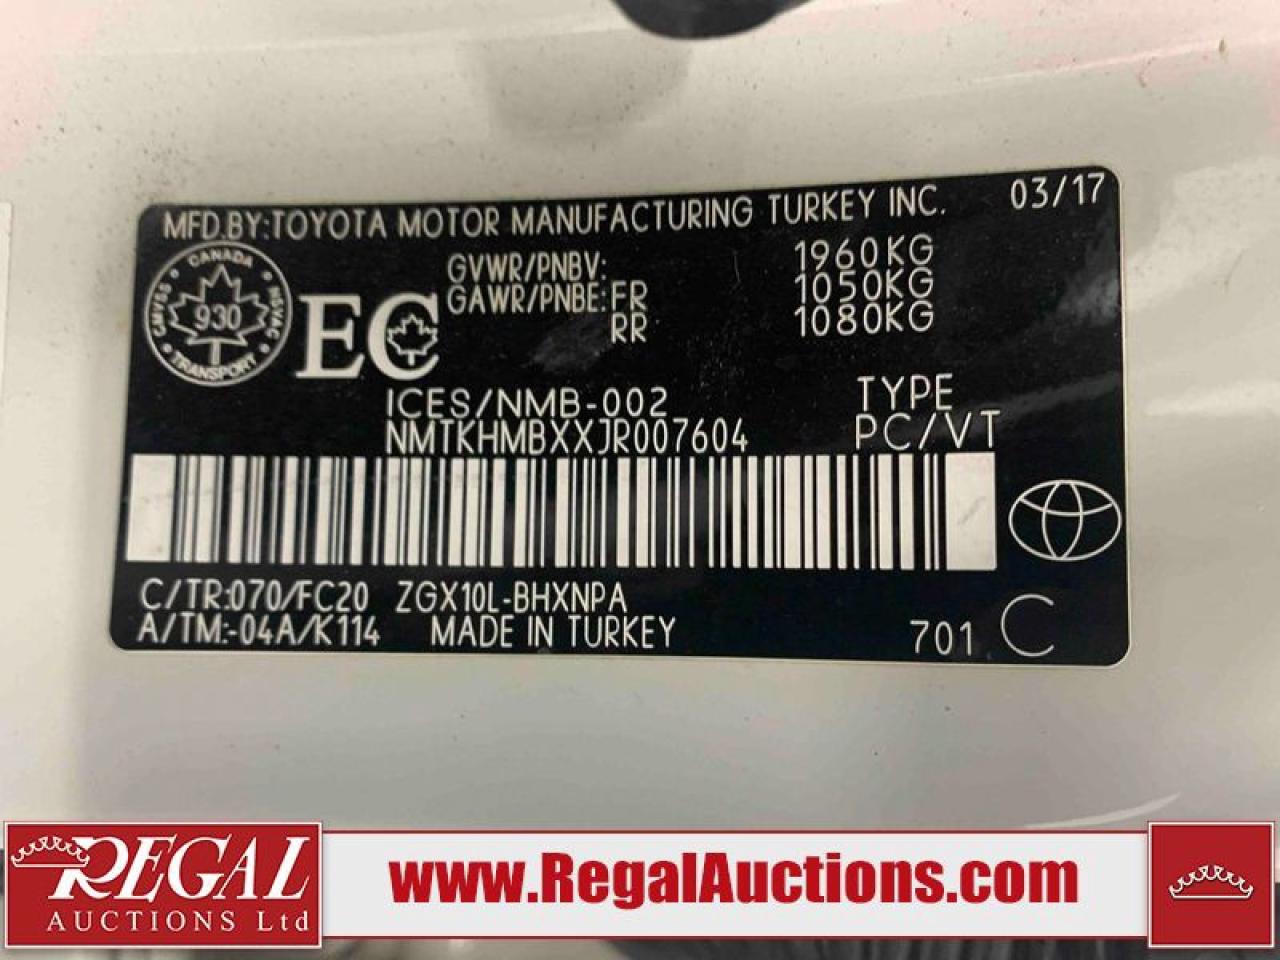 MFD.BY:TOYOTA MOTOR MANUFACTURING TURKEY INC. 03/17
CANADA
CMVSS
NSVAC
930
TRANSPORT
EC
GVWR/PNBV: 1960KG
GAWR/PNBE:FR 1050KG
RR 1080KG
ICES/NMB-002 TYPE
NMTKHMBXXJR007604 PC/VT
C/TR:070/FC20 ZGX10L-BHXNPA
A/TM:-04A/K114 MADE IN TURKEY 701 C
REGAL
AUCTIONS Ltd
www.RegalAuctions.com